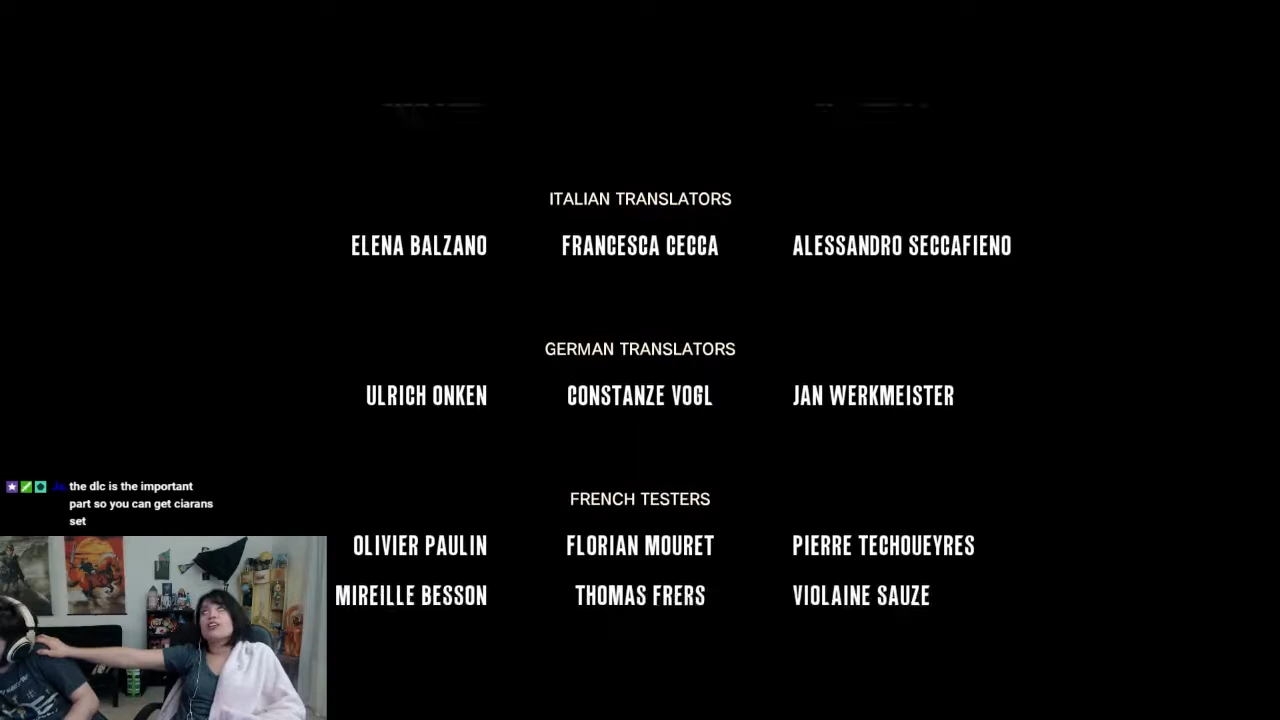 ITALIAN TRANSLATORS
ELENA BALZANO FRANCESCA CECCA ALESSANDRO SECCAFIENO
GERMAN TRANSLATORS
ULRICH ONKEN CONSTANZE VOGL JAN WERKMEISTER
the dlc is the important
part so you can get ciarans
set
FRENCH TESTERS
OLIVIER PAULIN FLORIAN MOURET PIERRE TECHOUEYRES
MIREILLE BESSON THOMAS FRERS VIOLAINE SAUZE